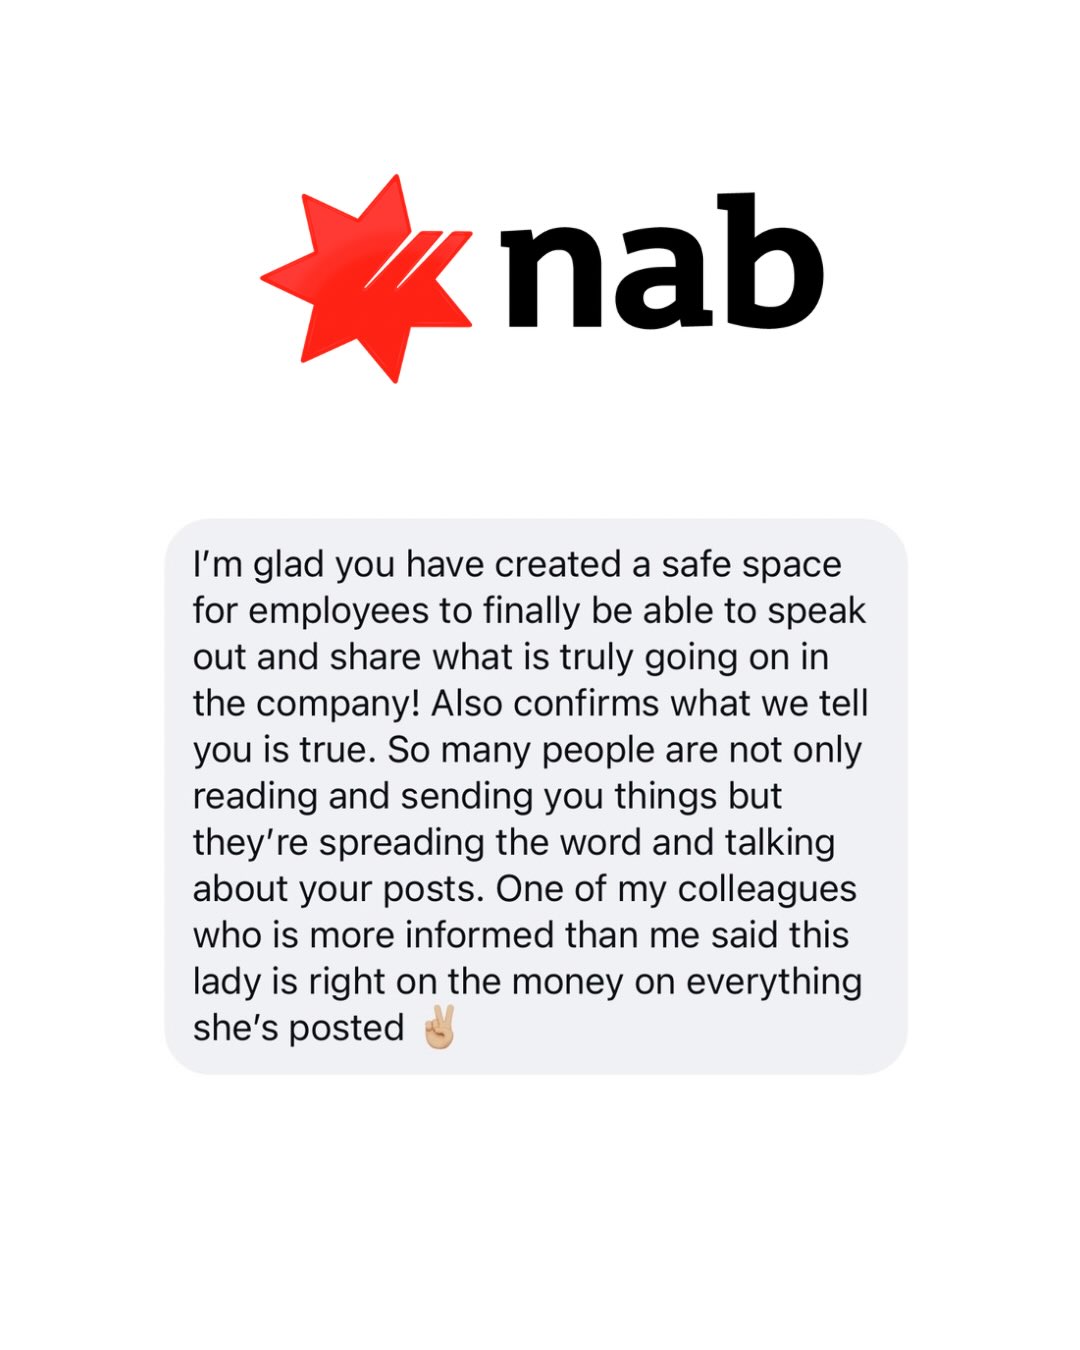 nab
I’m glad you have created a safe space
for employees to finally be able to speak
out and share what is truly going on in
the company! Also confirms what we tell
you is true. So many people are not only
reading and sending you things but
they’re spreading the word and talking
about your posts. One of my colleagues
who is more informed than me said this
lady is right on the money on everything
she’s posted ✌🏼